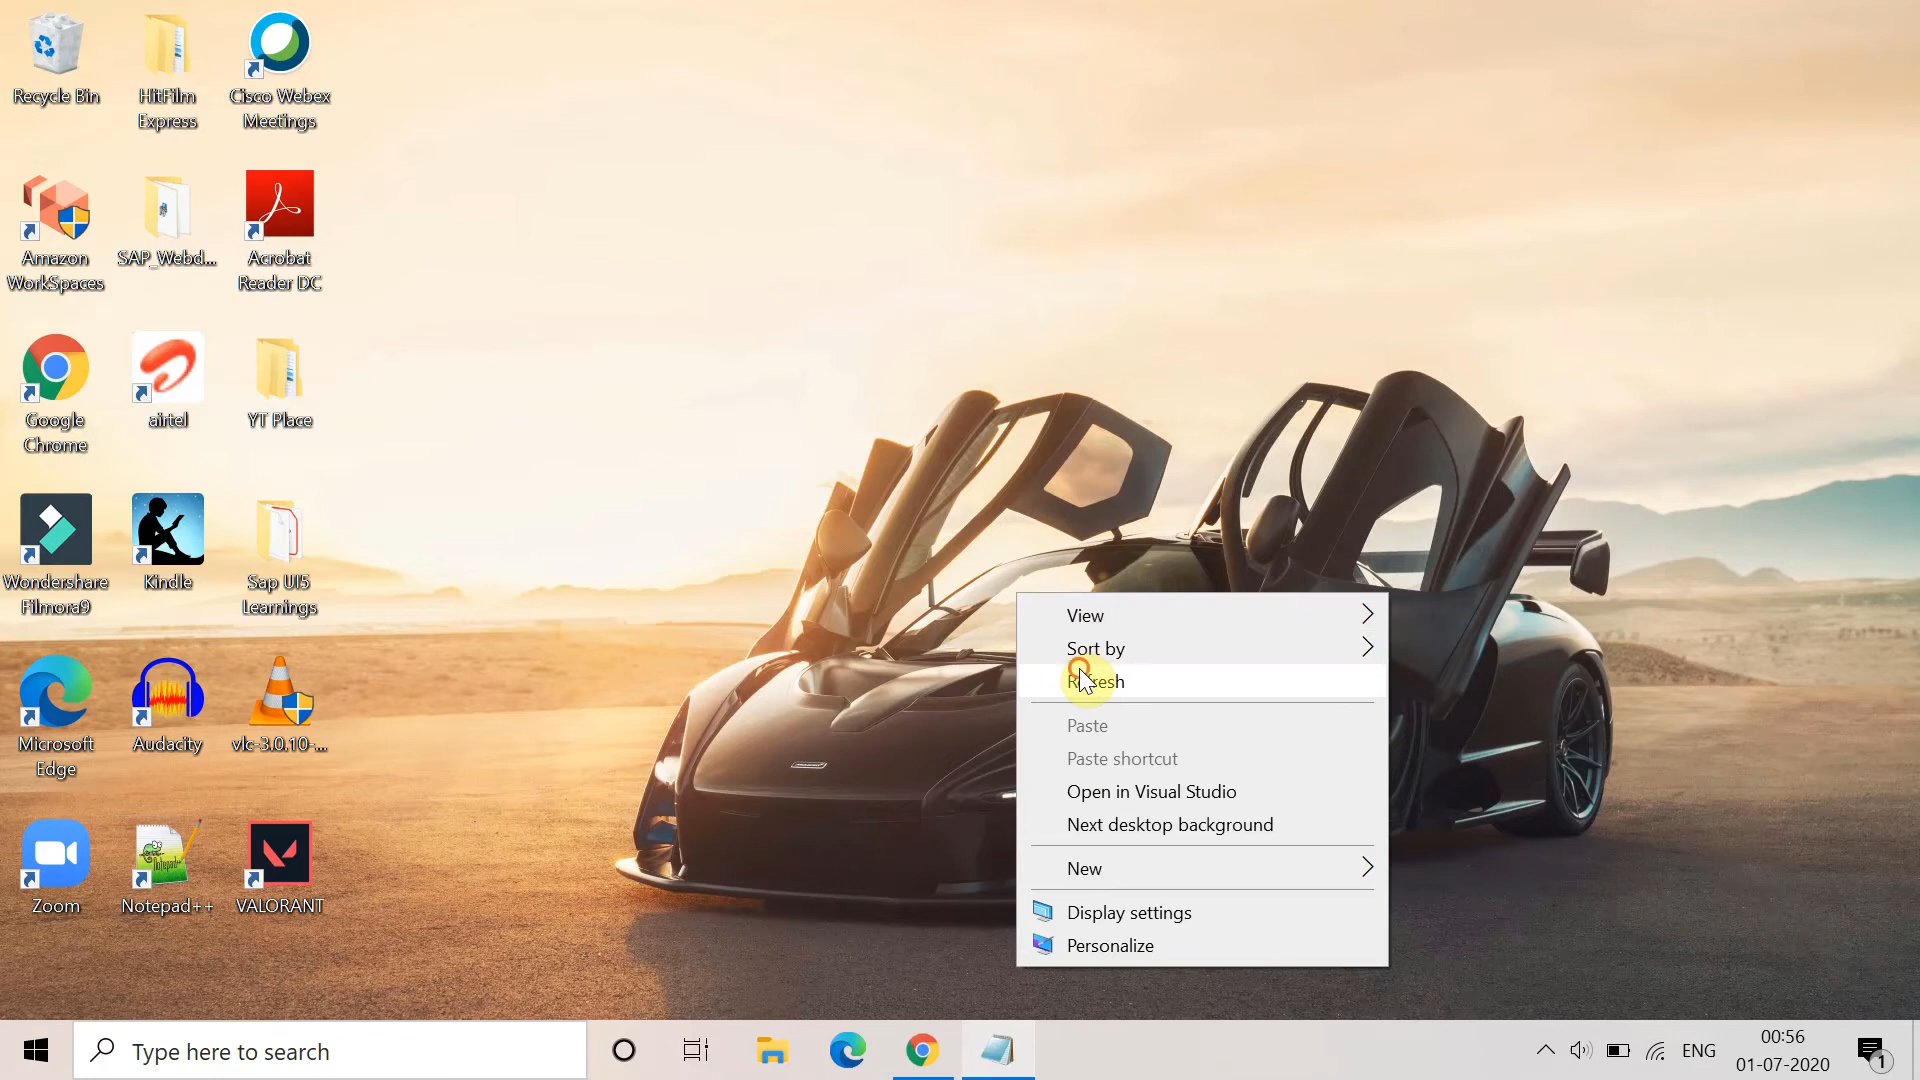 Recycle Bin
HitFilm
Express
Cisco Webex
Meetings
Amazon
WorkSpaces
SAP_Webd...
Acrobat
Reader DC
Google
Chrome
airtel
YT Place
Wondershare
Filmora9
Kindle
Sap UI5
Learnings
Microsoft
Edge
Audacity
vlc-3.0.10-...
Zoom
Notepad++
VALORANT
View
Sort by
Refresh
Paste
Paste shortcut
Open in Visual Studio
Next desktop background
New
Display settings
Personalize
Type here to search
ENG
00:56
01-07-2020
1